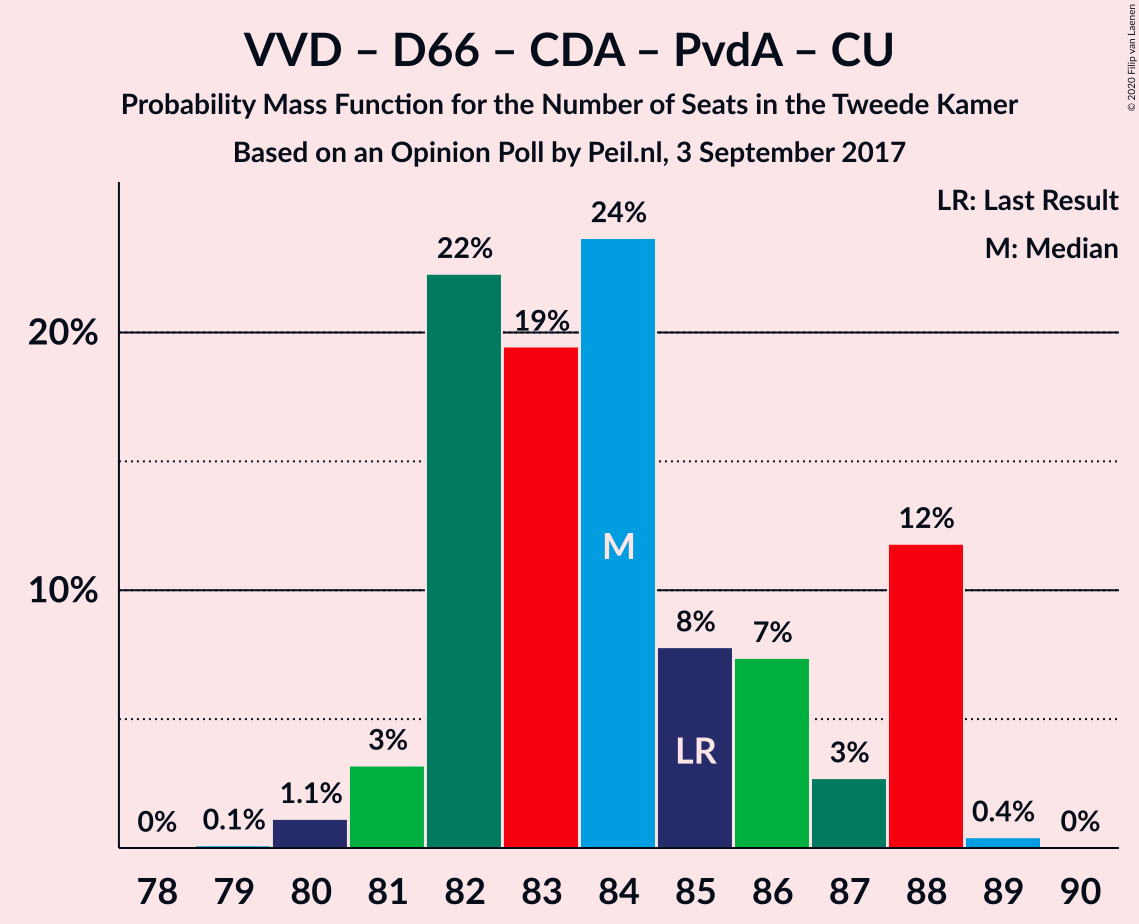 VVD – D66 – CDA – PvdA – CU
Probability Mass Function for the Number of Seats in the Tweede Kamer
Based on an Opinion Poll by Peil.nl, 3 September 2017
© 2020 Filip van Laenen
LR: Last Result
M: Median
20%
10%
0%
0.1%
1.1%
3%
22%
19%
24%
8%
7%
3%
12%
0.4%
0%
M
LR
78 79 80 81 82 83 84 85 86 87 88 89 90